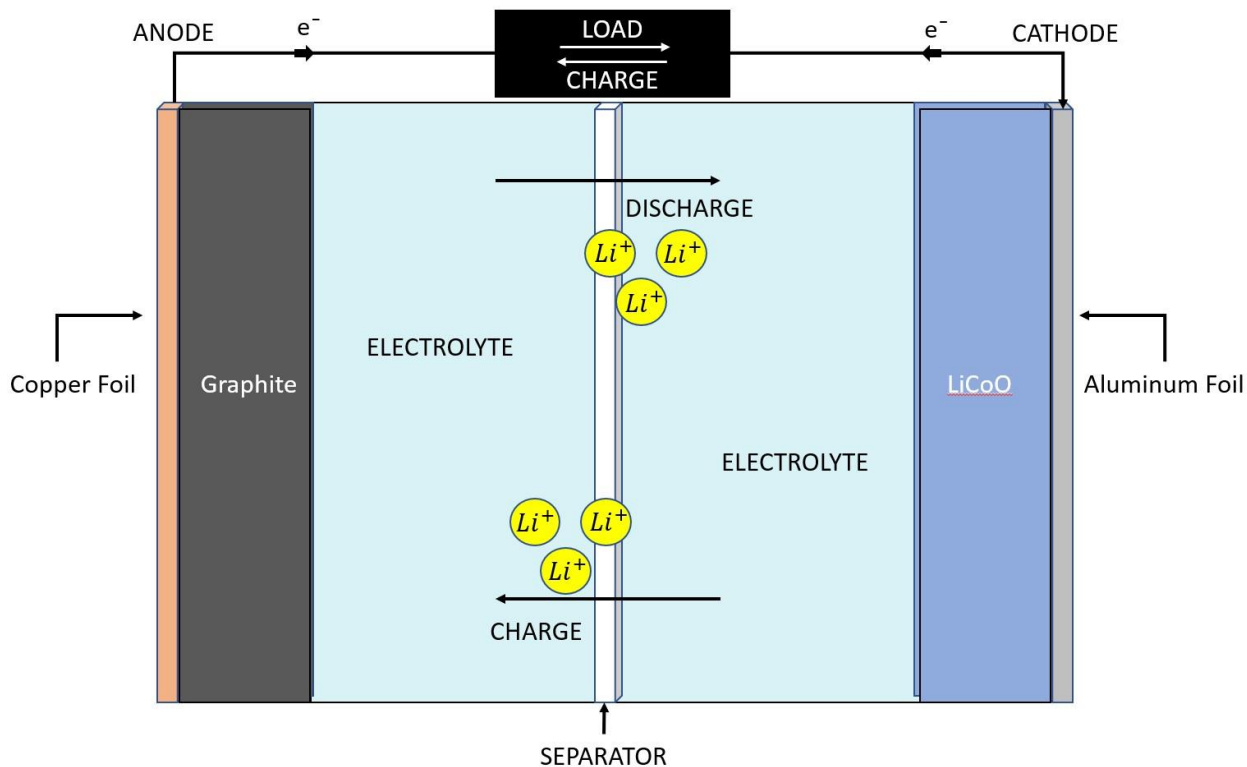 ANODE
e⁻
LOAD
CHARGE
e⁻
CATHODE
DISCHARGE
Li⁺
Li⁺
Li⁺
ELECTROLYTE
Copper Foil
Graphite
LiCoO
Aluminum Foil
ELECTROLYTE
Li⁺
Li⁺
Li⁺
CHARGE
SEPARATOR